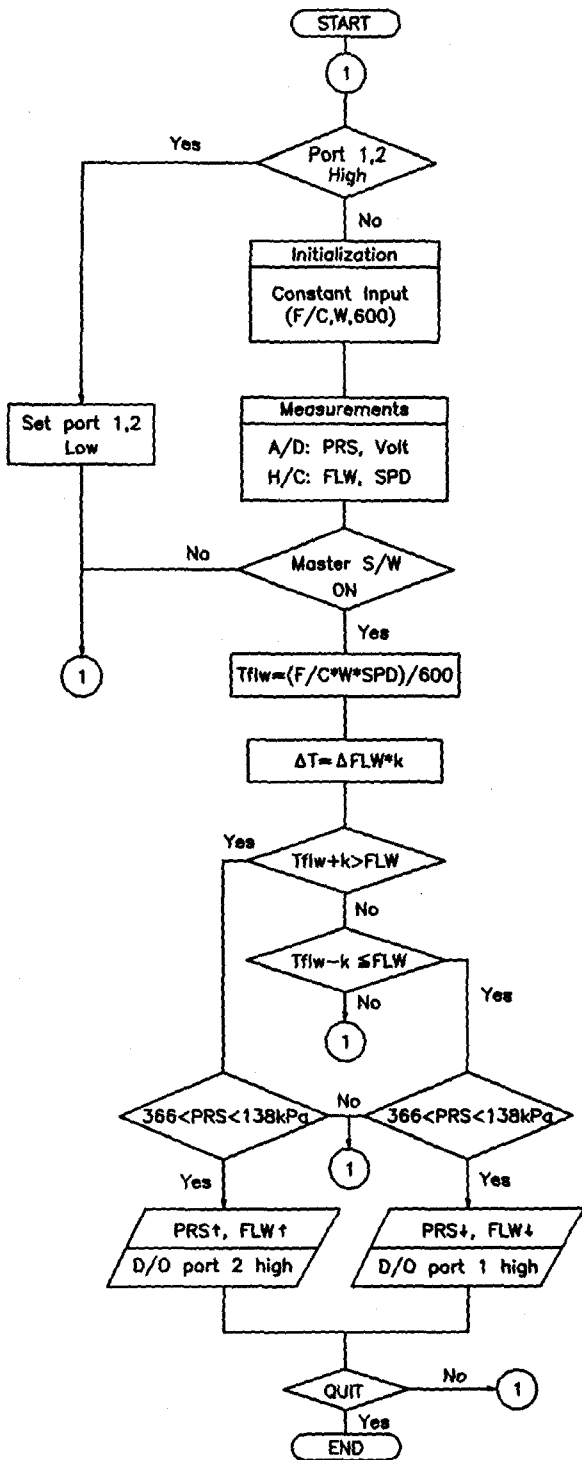 START
1
Yes
Port 1,2
High
No
Initialization
Constant Input
(F/C,W,600)
Set port 1,2
Low
Measurements
A/D: PRS, Volt
H/C: FLW, SPD
No
Master S/W
ON
Yes
1
Tflw=(F/C*W*SPD)/600
ΔT=ΔFLW*k
Yes
Tflw+k>FLW
No
Tflw-k ≦FLW
No
Yes
1
366<PRS<138kPa
No
366<PRS<138kPa
1
Yes
Yes
PRS↑, FLW↑
D/O port 2 high
PRS↓, FLW↓
D/O port 1 high
QUIT
No
1
Yes
END